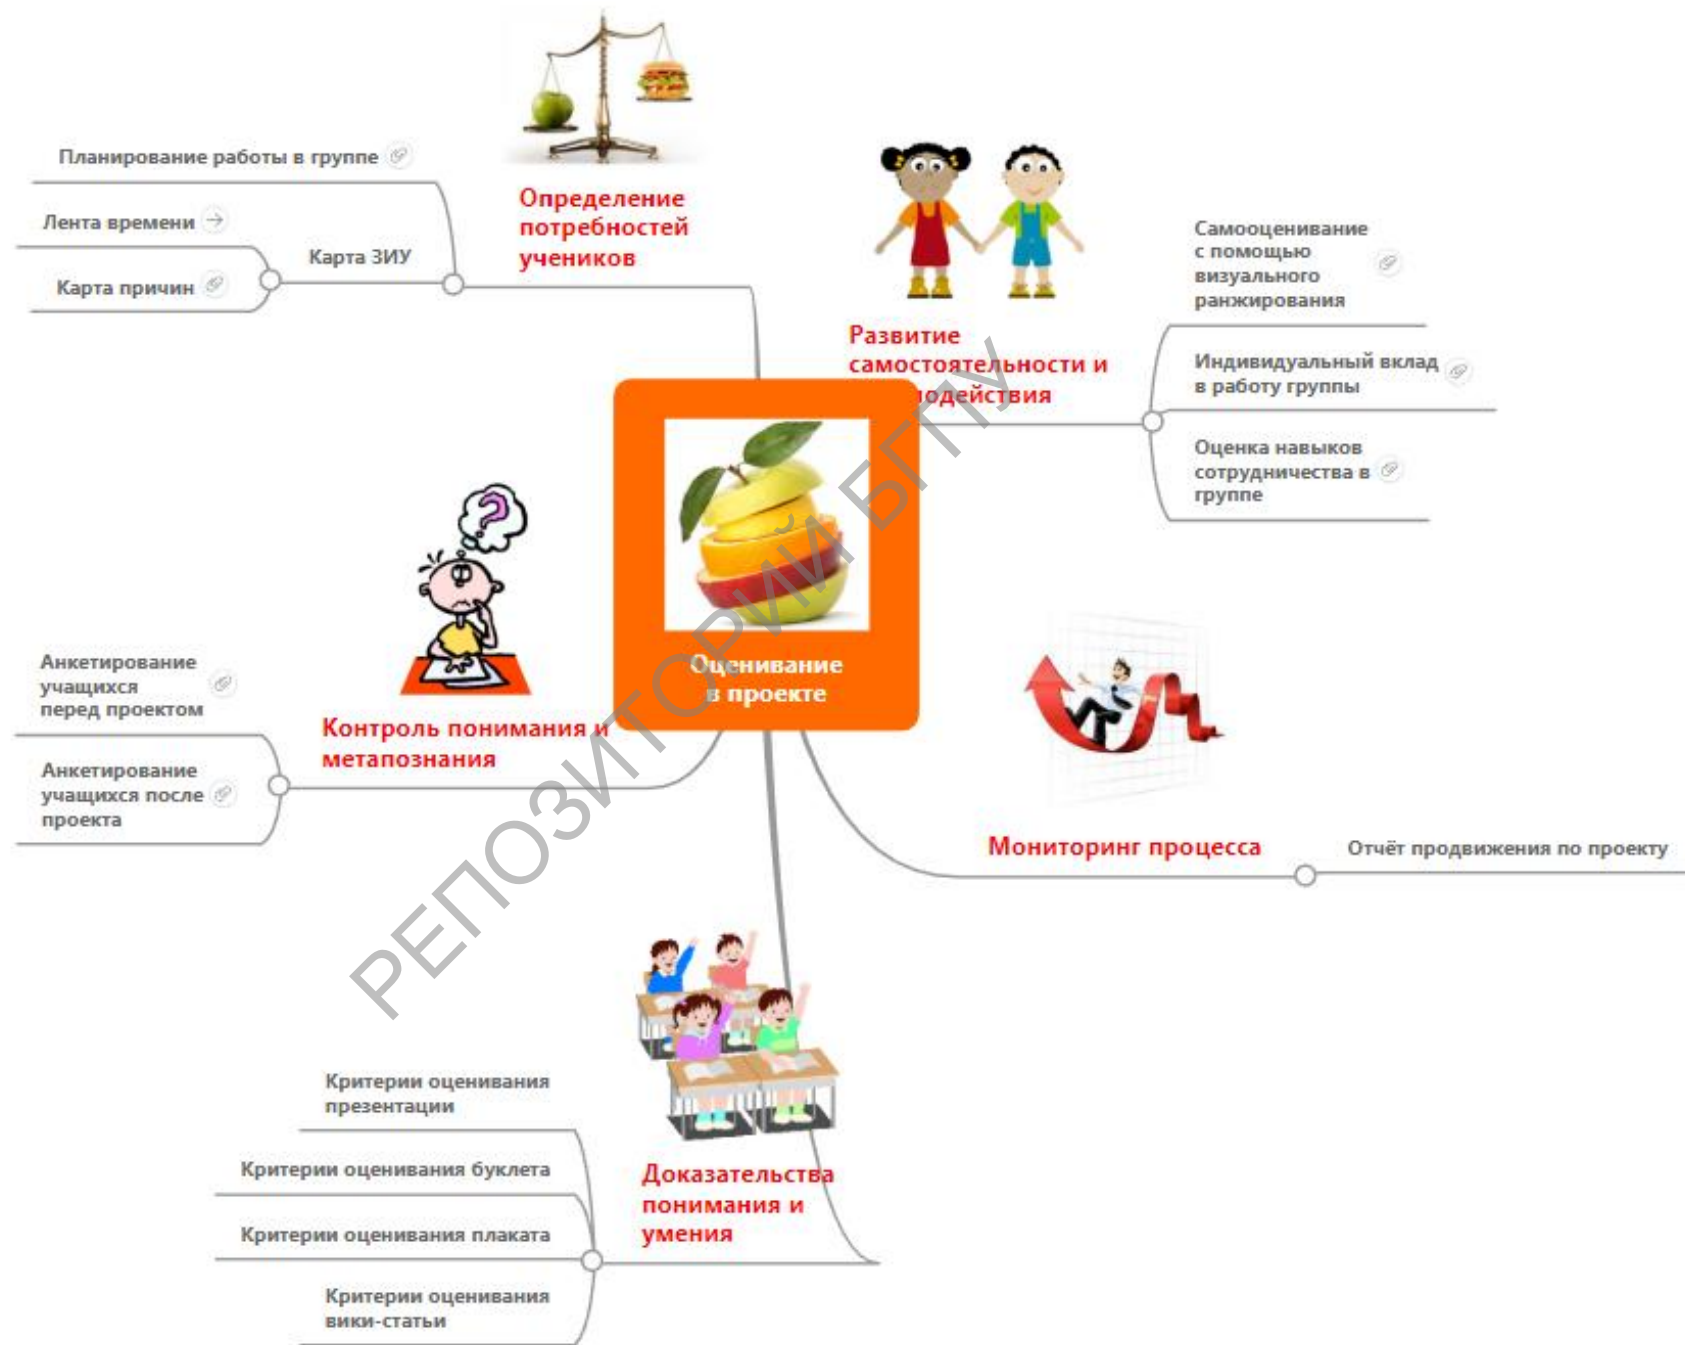 Определение
потребностей
учеников
Планирование работы в группе
Карта ЗИУ
Лента времени
Карта причин
Развитие
самостоятельности и
одействия
Самооценивание
с помощью
визуального
ранжирования
Индивидуальный вклад
в работу группы
Оценка навыков
сотрудничества в
группе
Оценивание
в проекте
Контроль понимания и
метапознания
Анкетирование
учащихся
перед проектом
Анкетирование
учащихся после
проекта
Мониторинг процесса
Отчёт продвижения по проекту
Доказательства
понимания и
умения
Критерии оценивания
презентации
Критерии оценивания буклета
Критерии оценивания плаката
Критерии оценивания
вики-статьи
РЕПОЗИТОРИЙ БГПУ